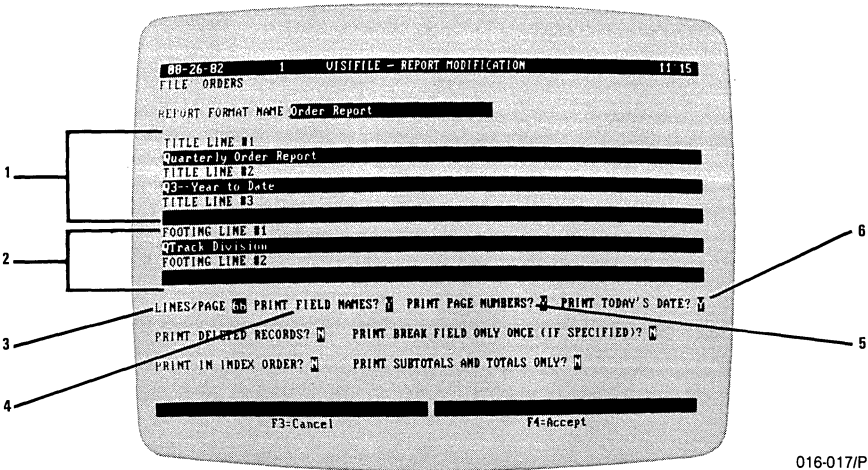 08-26-82 1 VISIFILE — REPORT MODIFICATION 11 15
FILE ORDERS
REPORT FORMAT NAME Order Report
TITLE LINE #1
Quarterly Order Report
TITLE LINE #2
Q3--Year to Date
TITLE LINE #3
FOOTING LINE #1
QTrack Division
FOOTING LINE #2
LINES/PAGE 66 PRINT FIELD NAMES? Y PRINT PAGE NUMBERS? Y PRINT TODAY'S DATE? Y
PRINT DELETED RECORDS? N PRINT BREAK FIELD ONLY ONCE (IF SPECIFIED)? N
PRINT IN INDEX ORDER? N PRINT SUBTOTALS AND TOTALS ONLY? N
F3=Cancel F4=Accept
1
2
3
4
5
6
016-017/P